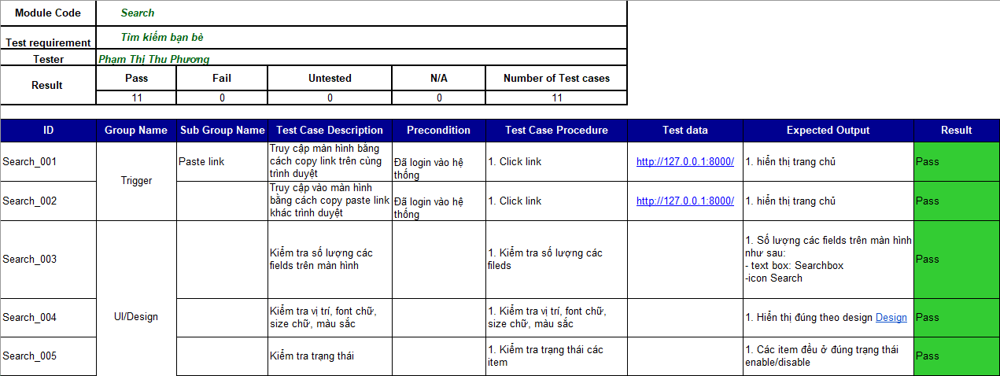 Module Code Search
Test requirement Tìm kiếm bạn bè
Tester Phạm Thị Thu Phương
Result Pass Fail Untested N/A Number of Test cases
11 0 0 0 11
ID Group Name Sub Group Name Test Case Description Precondition Test Case Procedure Test data Expected Output Result
Search_001
Trigger
Paste link
Truy cập màn hình bằng
cách copy link trên cùng
trình duyệt
Đã login vào hệ
thống
1. Click link
http://127.0.0.1:8000/
1. hiển thị trang chủ
Pass
Search_002
Truy cập vào màn hình
bằng cách copy paste link
khác trình duyệt
Đã login vào hệ
thống
1. Click link
http://127.0.0.1:8000/
1. hiển thị trang chủ
Pass
Search_003
UI/Design
Kiểm tra số lượng các
fields trên màn hình
1. Kiểm tra số lượng các
fileds
1. Số lượng các fields trên màn hình
như sau:
- text box: Searchbox
-icon Search
Pass
Search_004
Kiểm tra vị trí, font chữ,
size chữ, màu sắc
1. Kiểm tra vị trí, font chữ,
size chữ, màu sắc
1. Hiển thị đúng theo design Design
Pass
Search_005
Kiểm tra trạng thái
1. Kiểm tra trạng thái các
item
1. Các item đều ở đúng trạng thái
enable/disable
Pass